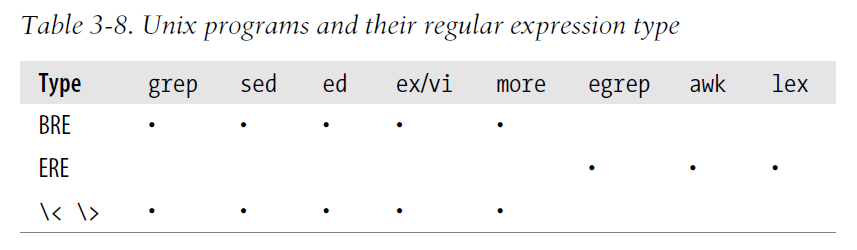 Table 3-8. Unix programs and their regular expression type
Type grep sed ed ex/vi more egrep awk lex
BRE • • • • •
ERE • • •
\< \> • • • • •